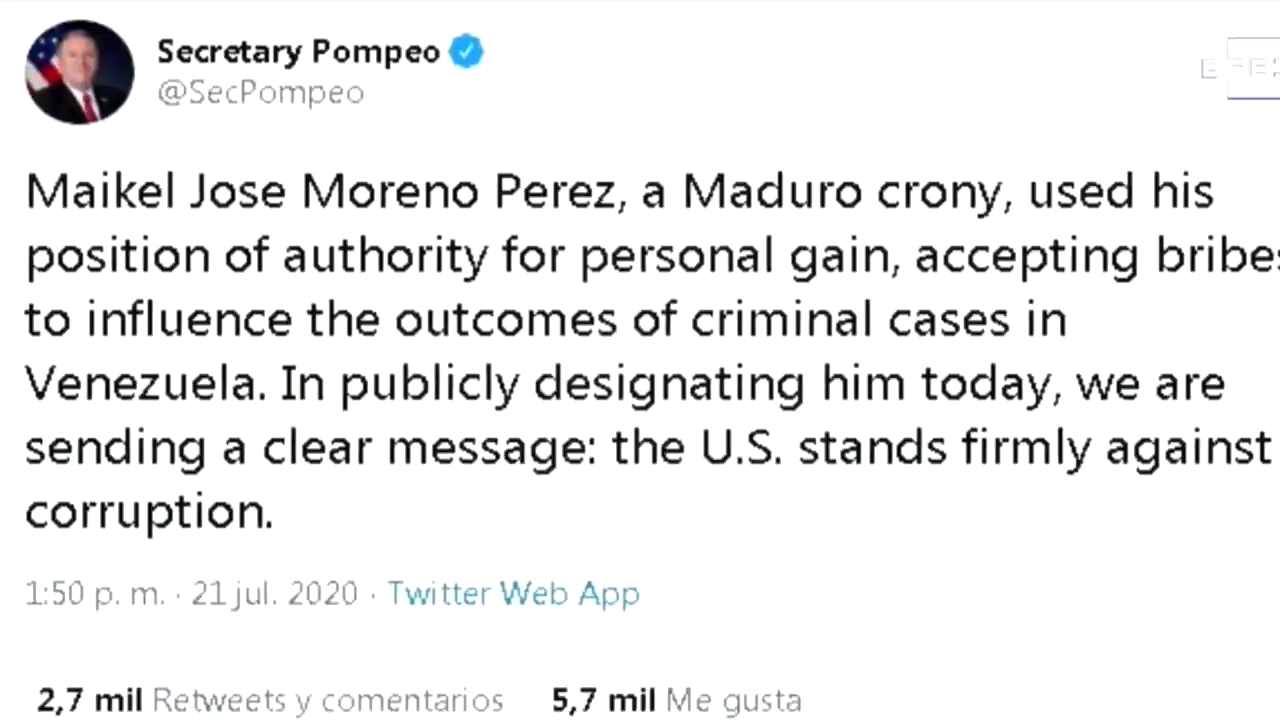 Secretary Pompeo
@SecPompeo
Maikel Jose Moreno Perez, a Maduro crony, used his
position of authority for personal gain, accepting bribes
to influence the outcomes of criminal cases in
Venezuela. In publicly designating him today, we are
sending a clear message: the U.S. stands firmly against
corruption.
1:50 p. m. · 21 jul. 2020 · Twitter Web App
2,7 mil Retweets y comentarios 5,7 mil Me gusta